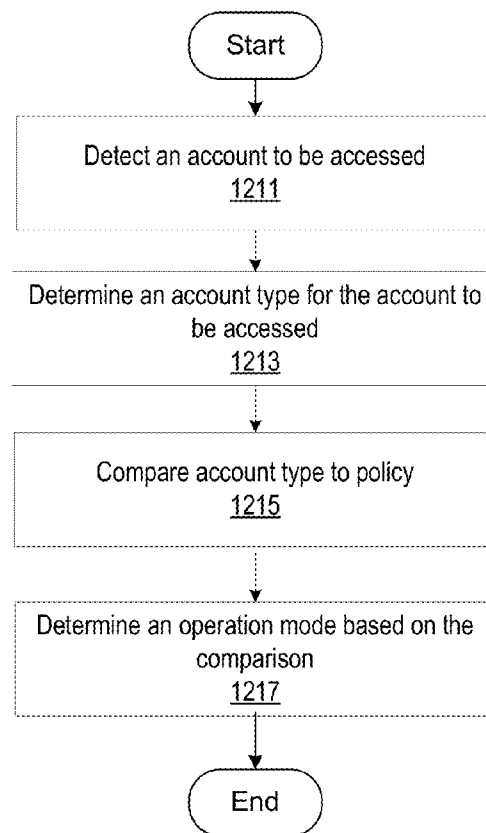 Start
Detect an account to be accessed
1211
Determine an account type for the account to
be accessed
1213
Compare account type to policy
1215
Determine an operation mode based on the
comparison
1217
End